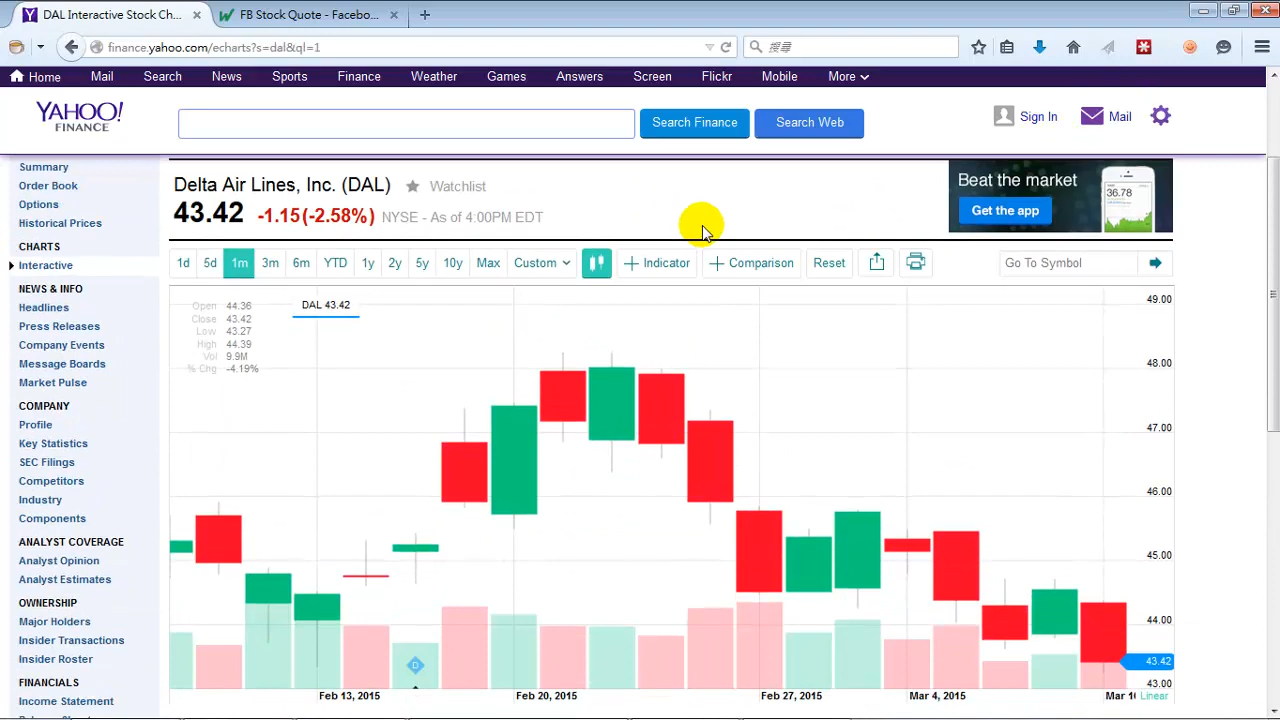 DAL Interactive Stock Ch... ×
FB Stock Quote - Facebo... ×
finance.yahoo.com/echarts?s=dal&ql=1
搜尋
Home Mail Search News Sports Finance Weather Games Answers Screen Flickr Mobile More
YAHOO!
FINANCE
Search Finance
Search Web
Sign In
Mail
Summary
Order Book
Options
Historical Prices
CHARTS
Interactive
NEWS & INFO
Headlines
Press Releases
Company Events
Message Boards
Market Pulse
COMPANY
Profile
Key Statistics
SEC Filings
Competitors
Industry
Components
ANALYST COVERAGE
Analyst Opinion
Analyst Estimates
OWNERSHIP
Major Holders
Insider Transactions
Insider Roster
FINANCIALS
Income Statement
Delta Air Lines, Inc. (DAL) Watchlist
43.42 -1.15(-2.58%) NYSE - As of 4:00PM EDT
Beat the market
Get the app
36.78
1d 5d 1m 3m 6m YTD 1y 2y 5y 10y Max Custom Indicator Comparison Reset
Go To Symbol
Open 44.36
Close 43.42
Low 43.27
High 44.39
Vol 9.9M
% Chg -4.19%
DAL 43.42
49.00
48.00
47.00
46.00
45.00
44.00
43.42
43.00
D
Feb 13, 2015 Feb 20, 2015 Feb 27, 2015 Mar 4, 2015 Mar 1
Linear